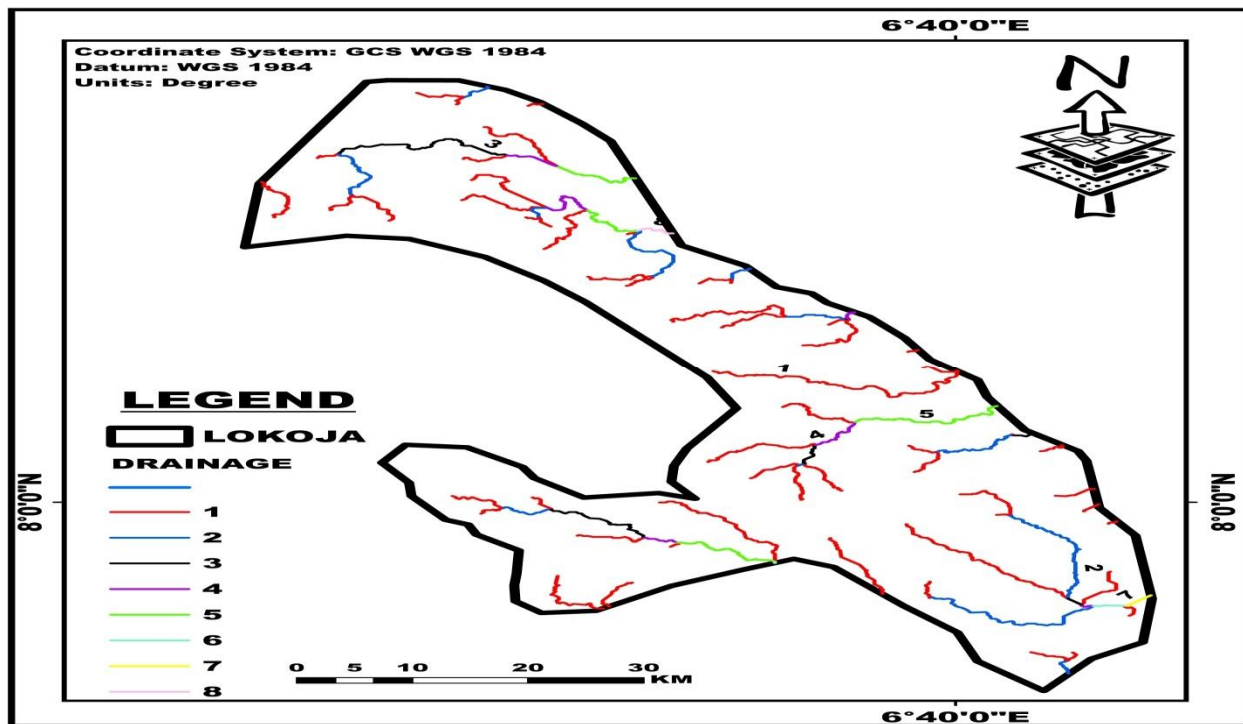 6°40'0"E
Coordinate System: GCS WGS 1984
Datum: WGS 1984
Units: Degree
N
3
1
5
4
2
7
8°0'0"N
8°0'0"N
LEGEND
LOKOJA
DRAINAGE
1
2
3
4
5
6
7
8
0 5 10 20 30
KM
6°40'0"E